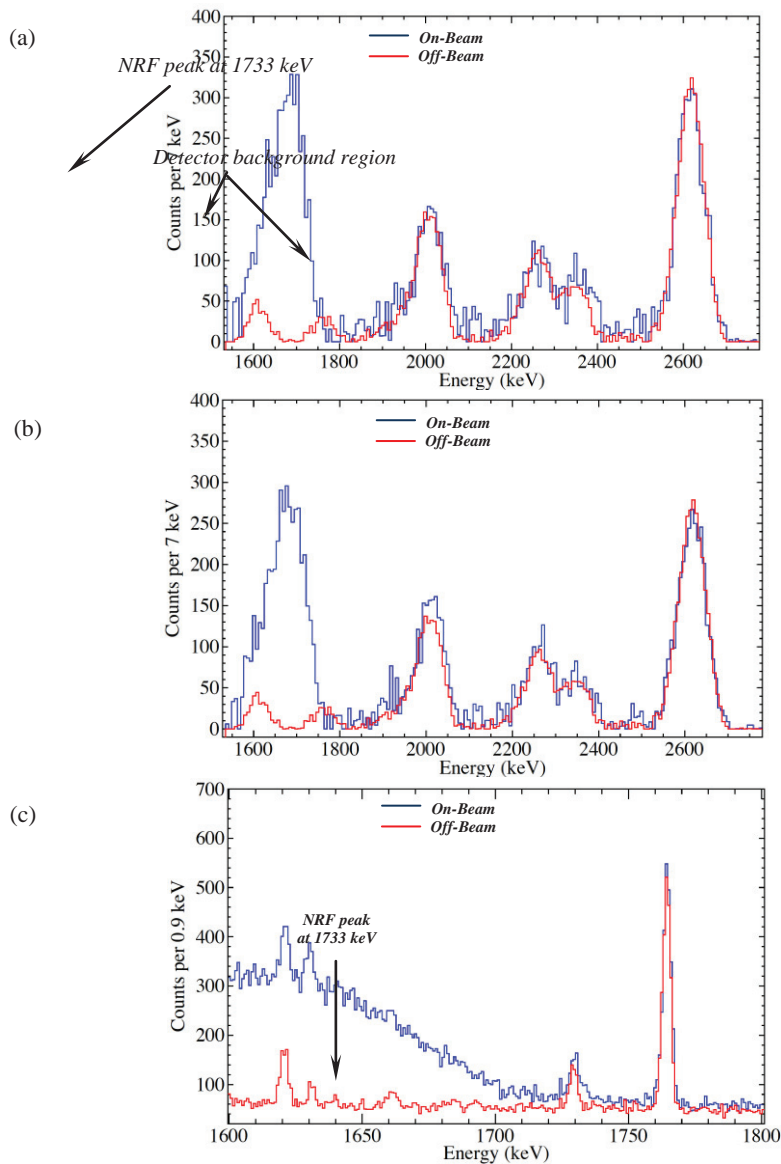 (a)
400
350
300
250
200
150
100
50
0
Counts per 7 keV
On-Beam
Off-Beam
NRF peak at 1733 keV
Detector background region
1600 1800 2000 2200 2400 2600
Energy (keV)
(b)
400
350
300
250
200
150
100
50
0
Counts per 7 keV
On-Beam
Off-Beam
1600 1800 2000 2200 2400 2600
Energy (keV)
(c)
700
600
500
400
300
200
100
Counts per 0.9 keV
On-Beam
Off-Beam
NRF peak
at 1733 keV
1600 1650 1700 1760 1800
Energy (keV)